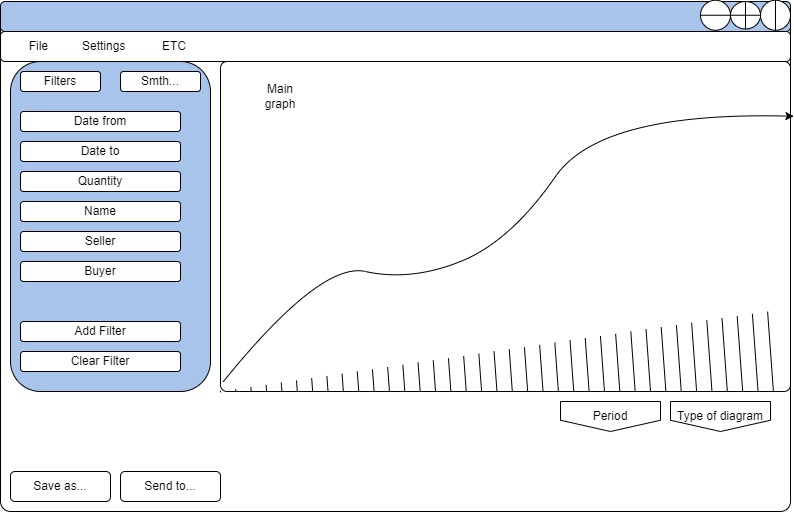 File Settings ETC
Filters Smth...
Main
graph
Date from
Date to
Quantity
Name
Seller
Buyer
Add Filter
Clear Filter
Period Type of diagram
Save as... Send to...